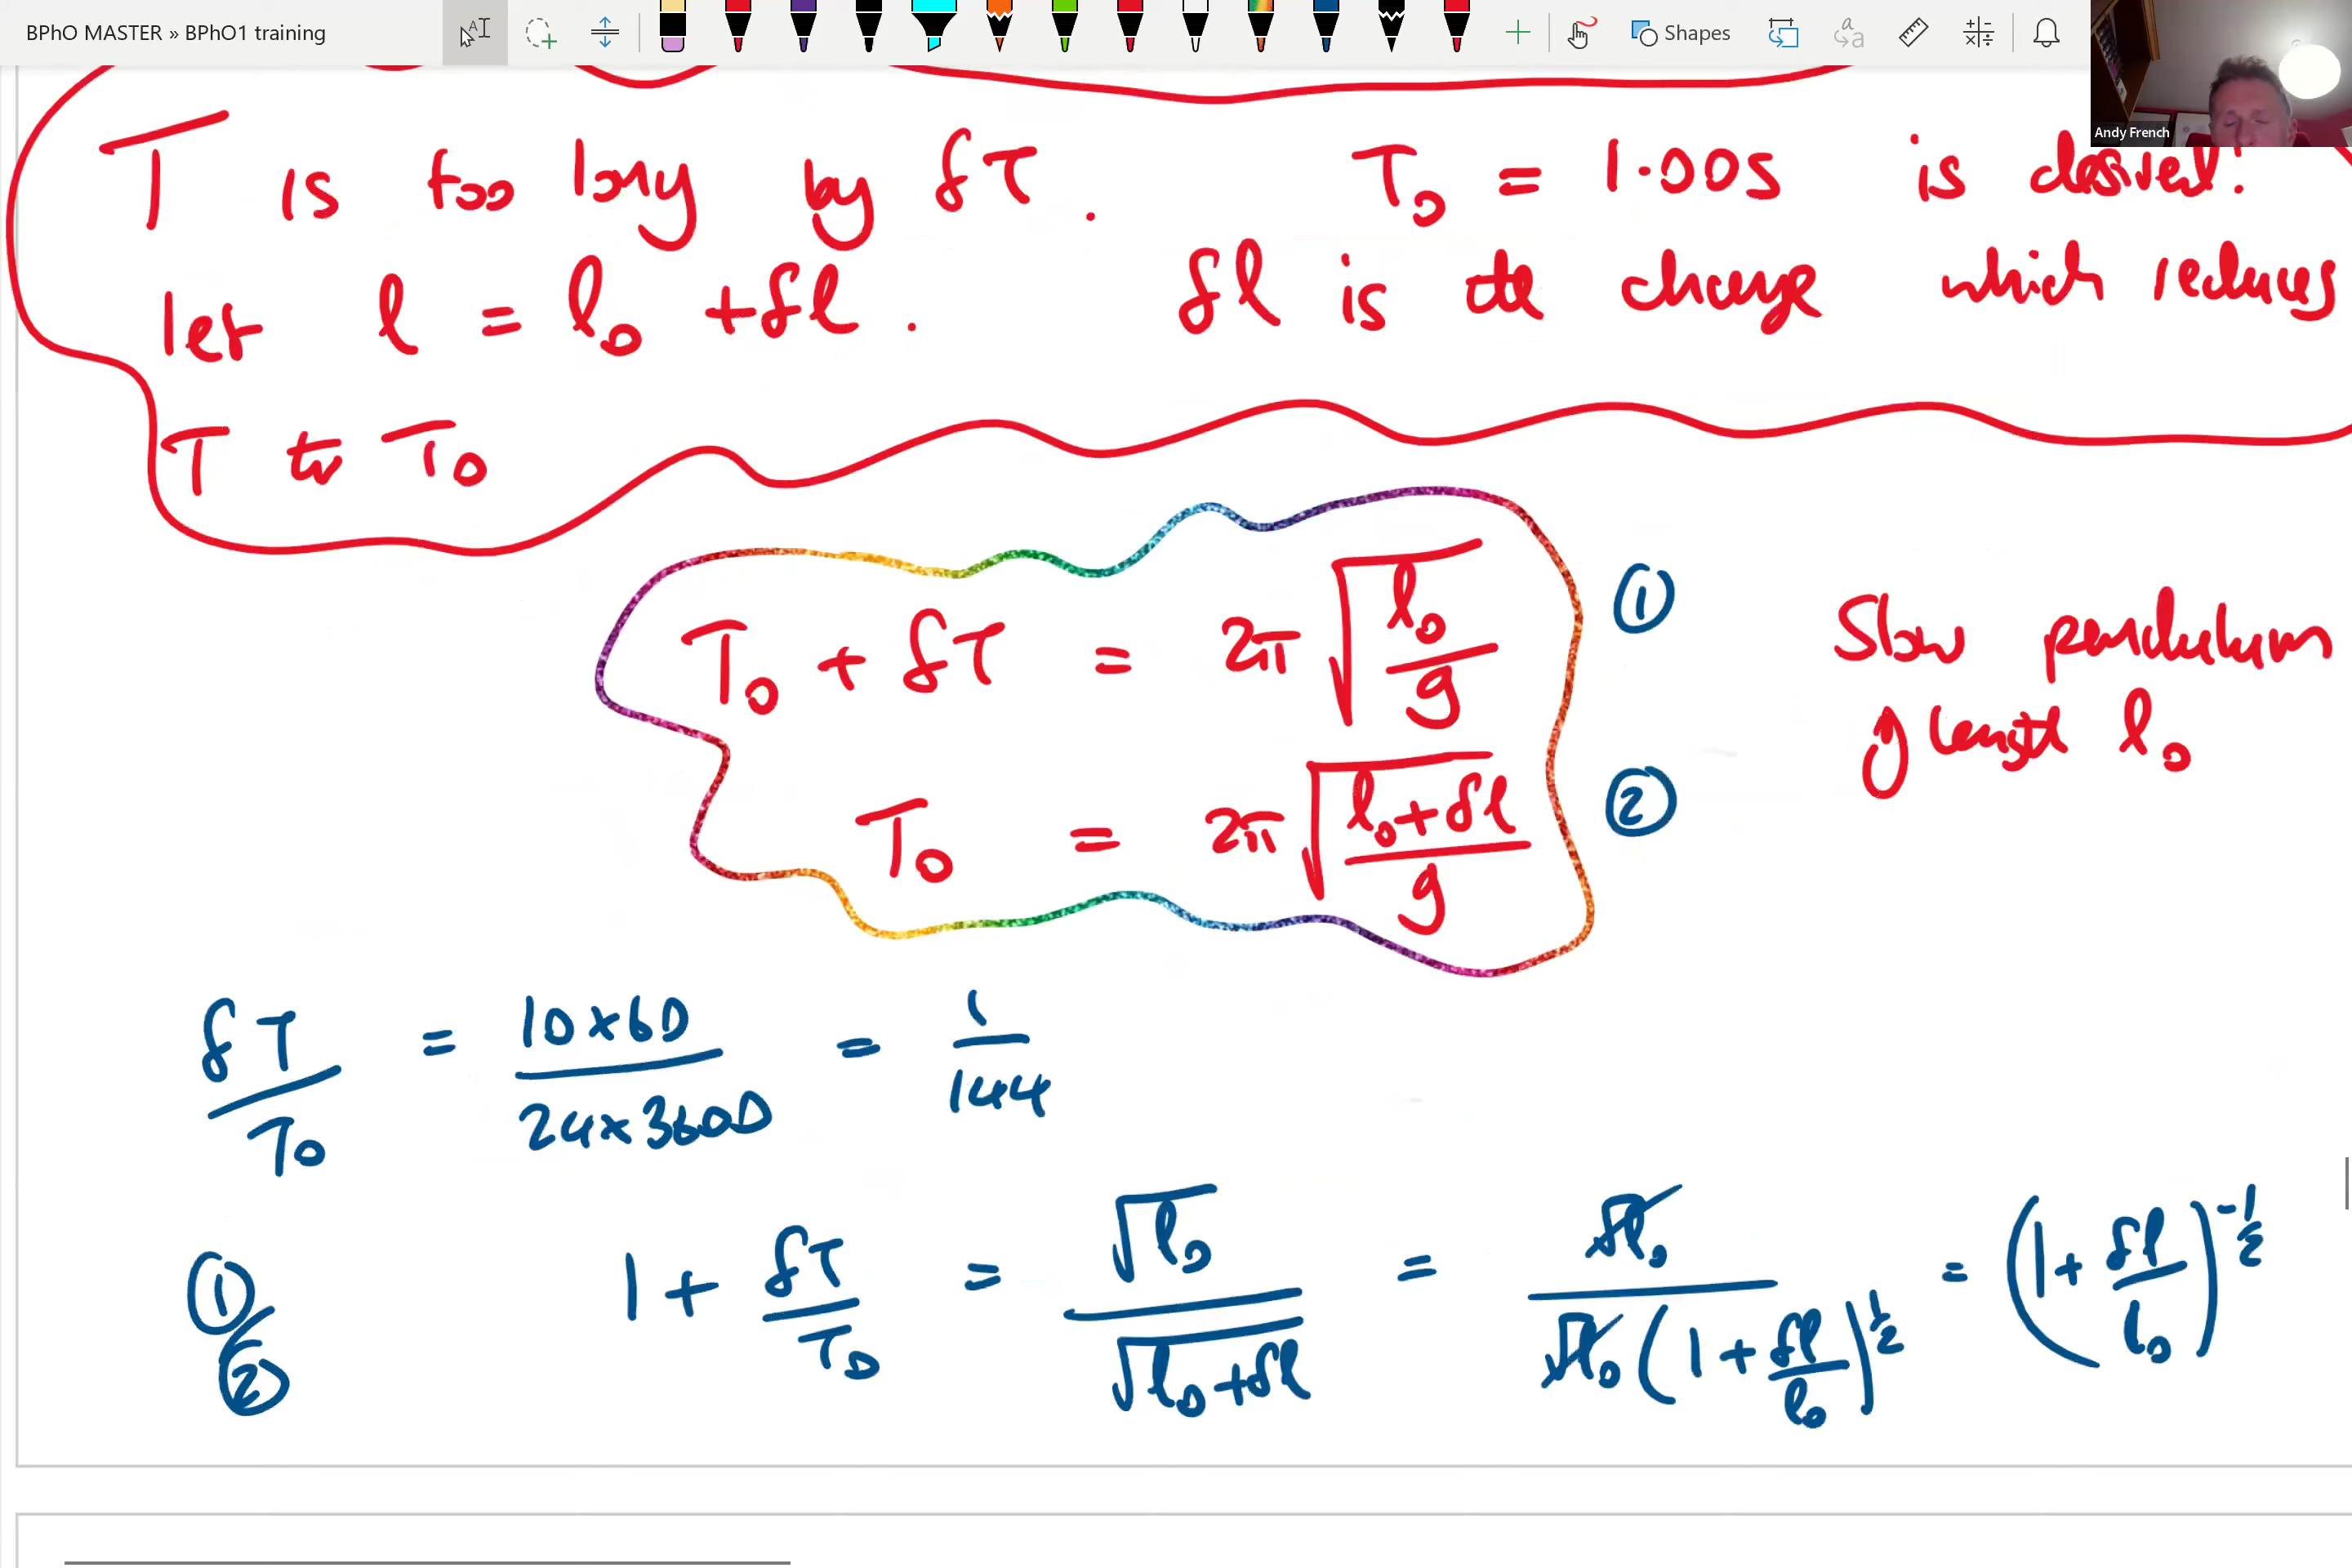 BPhO MASTER » BPhO1 training
Shapes
Andy French
T is too long by δT. T₀ = 1.00s is desired!
let l = l₀ + δl. δl is the change which reduces
T to T₀
T₀ + δT = 2π√(l₀/g) ① Slow pendulum
of length l₀
T₀ = 2π√((l₀+δl)/g) ②
δT/T₀ = (10×60)/(24×3600) = 1/144
①/② 1 + δT/T₀ = √l₀/√(l₀+δl) = √l₀/(√l₀(1+δl/l₀)^½) = (1+δl/l₀)^-½